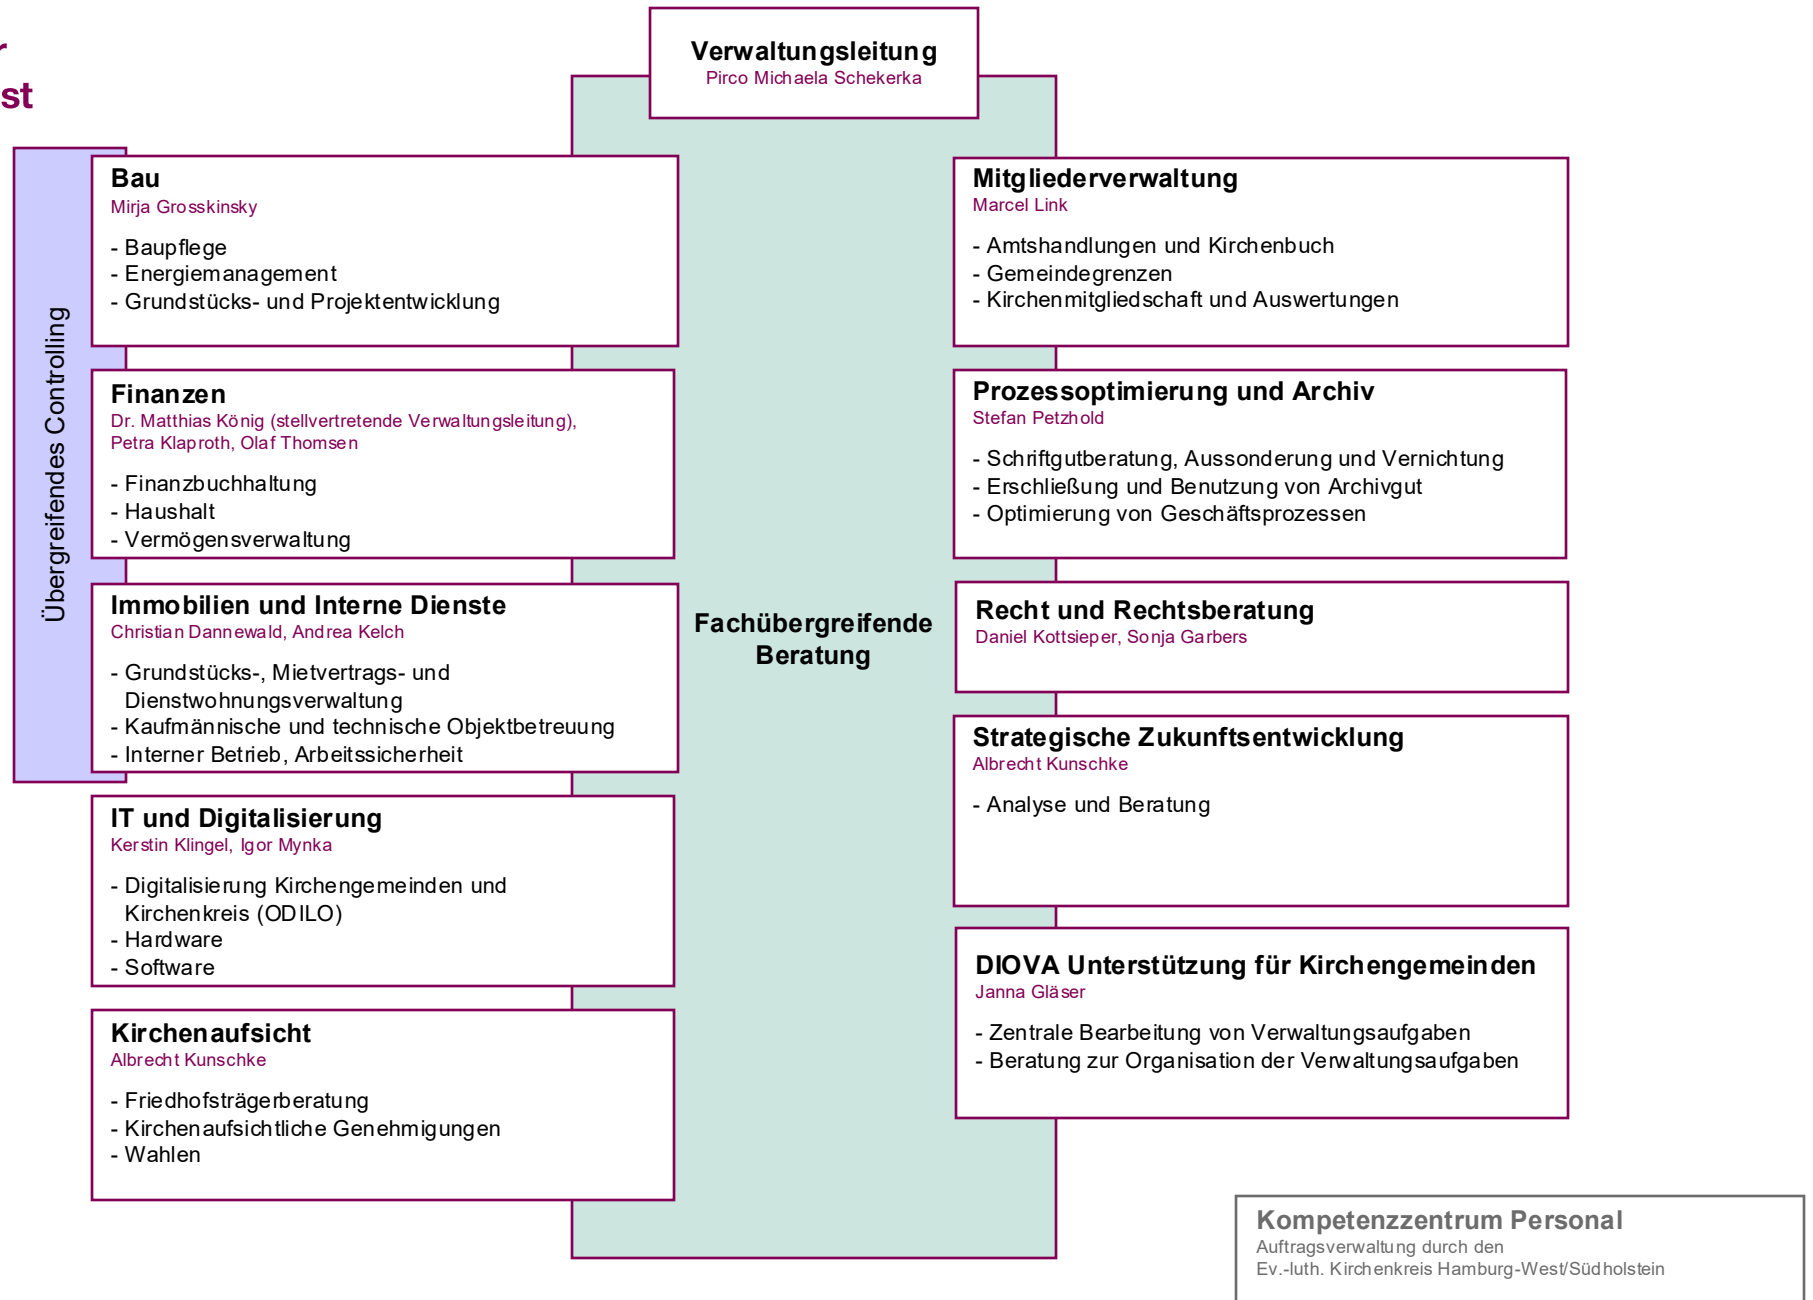 r
st
Verwaltungsleitung
Pirco Michaela Schekerka
Übergreifendes Controlling
Bau
Mirja Grosskinsky
- Baupflege
- Energiemanagement
- Grundstücks- und Projektentwicklung
Finanzen
Dr. Matthias König (stellvertretende Verwaltungsleitung),
Petra Klaproth, Olaf Thomsen
- Finanzbuchhaltung
- Haushalt
- Vermögensverwaltung
Immobilien und Interne Dienste
Christian Dannewald, Andrea Kelch
- Grundstücks-, Mietvertrags- und
Dienstwohnungsverwaltung
- Kaufmännische und technische Objektbetreuung
- Interner Betrieb, Arbeitssicherheit
IT und Digitalisierung
Kerstin Klingel, Igor Mynka
- Digitalisierung Kirchengemeinden und
Kirchenkreis (ODILO)
- Hardware
- Software
Kirchenaufsicht
Albrecht Kunschke
- Friedhofsträgerberatung
- Kirchenaufsichtliche Genehmigungen
- Wahlen
Fachübergreifende
Beratung
Mitgliederverwaltung
Marcel Link
- Amtshandlungen und Kirchenbuch
- Gemeindegrenzen
- Kirchenmitgliedschaft und Auswertungen
Prozessoptimierung und Archiv
Stefan Petzhold
- Schriftgutberatung, Aussonderung und Vernichtung
- Erschließung und Benutzung von Archivgut
- Optimierung von Geschäftsprozessen
Recht und Rechtsberatung
Daniel Kottsieper, Sonja Garbers
Strategische Zukunftsentwicklung
Albrecht Kunschke
- Analyse und Beratung
DIOVA Unterstützung für Kirchengemeinden
Janna Gläser
- Zentrale Bearbeitung von Verwaltungsaufgaben
- Beratung zur Organisation der Verwaltungsaufgaben
Kompetenzzentrum Personal
Auftragsverwaltung durch den
Ev.-luth. Kirchenkreis Hamburg-West/Südholstein